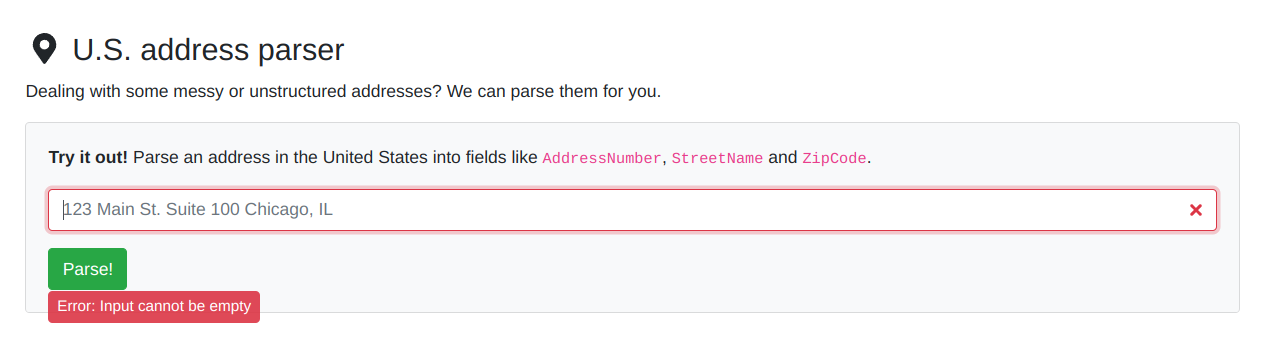 U.S. address parser
Dealing with some messy or unstructured addresses? We can parse them for you.
Try it out! Parse an address in the United States into fields like AddressNumber, StreetName and ZipCode.
123 Main St. Suite 100 Chicago, IL
Parse!
Error: Input cannot be empty